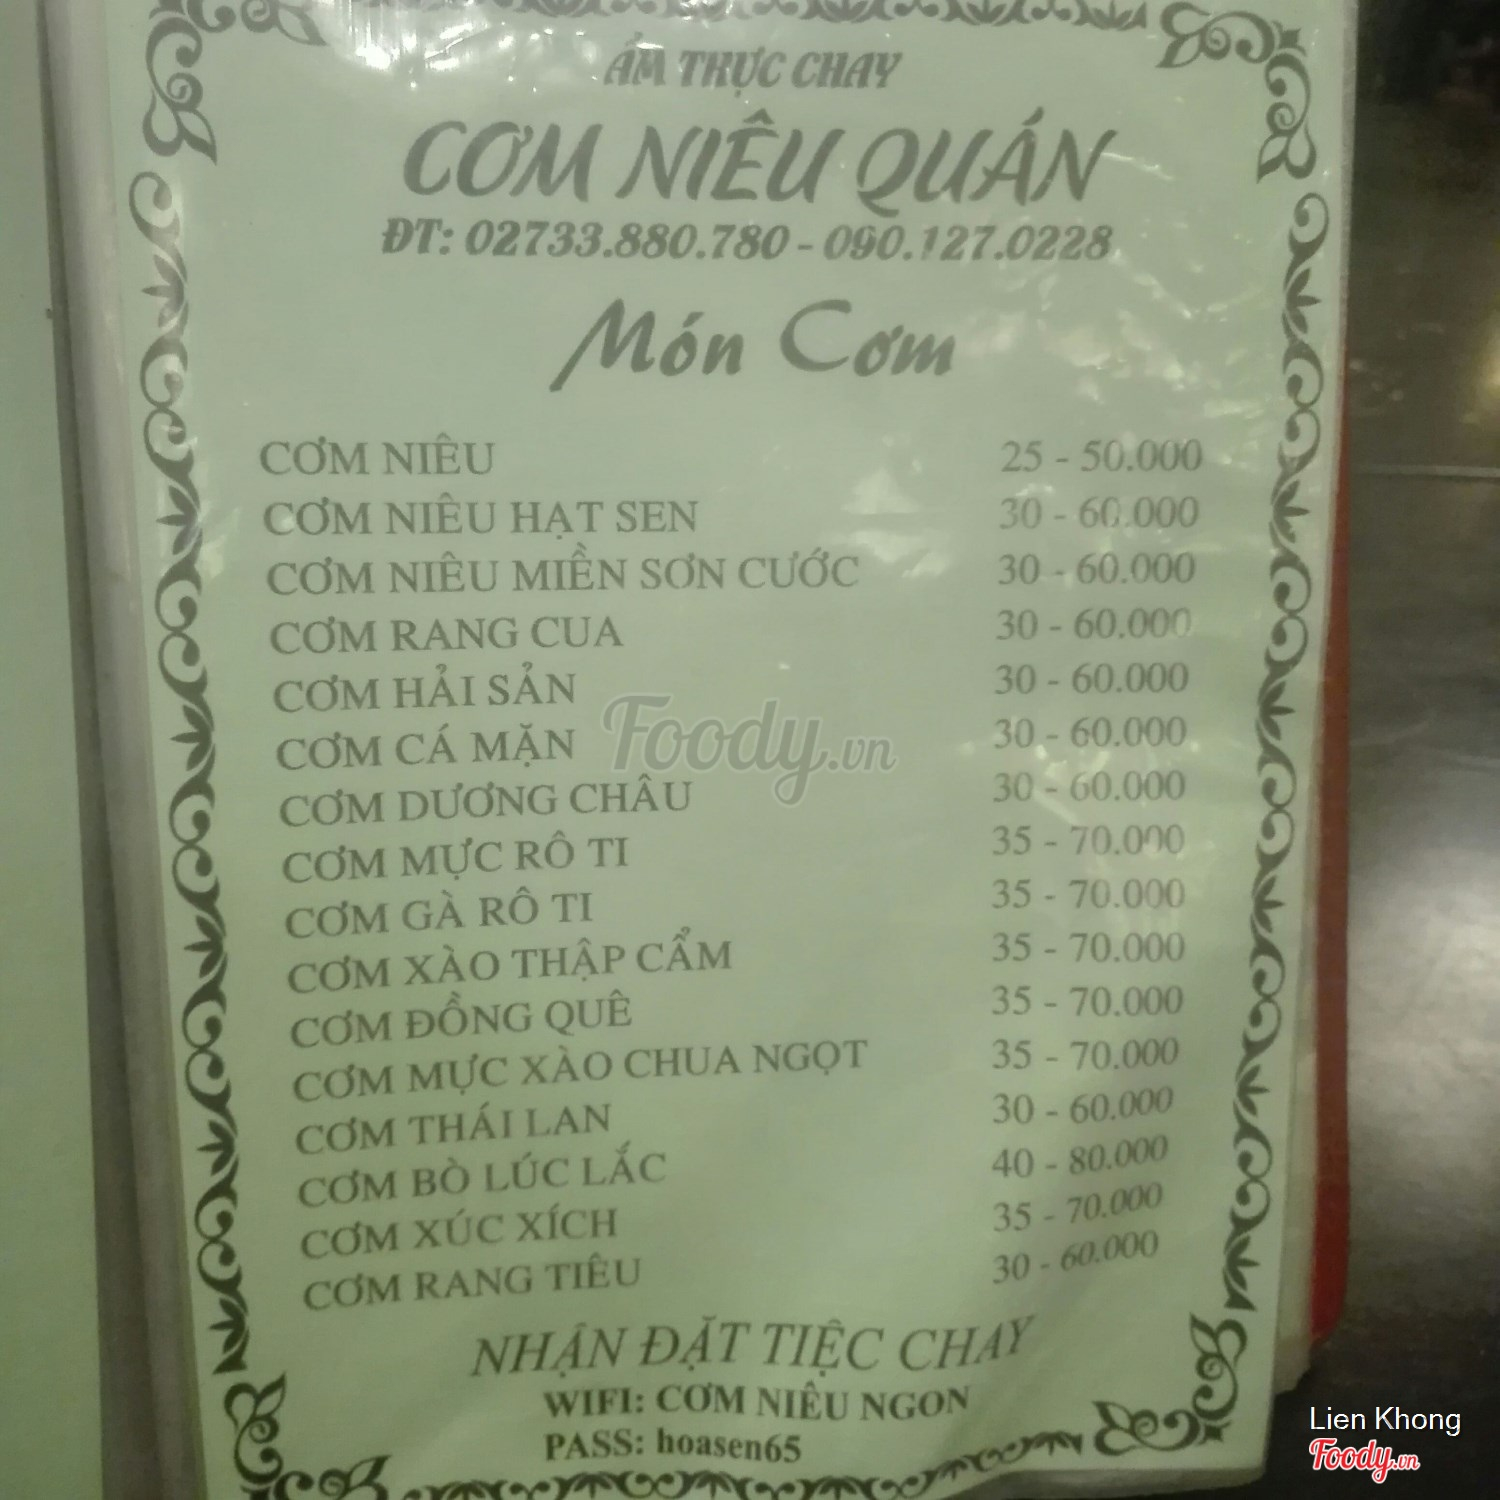 ẨM THỰC CHAY
CƠM NIÊU QUÁN
ĐT: 02733.880.780 - 090.127.0228
Món Cơm
CƠM NIÊU 25 - 50.000
CƠM NIÊU HẠT SEN 30 - 60.000
CƠM NIÊU MIỀN SƠN CƯỚC 30 - 60.000
CƠM RANG CUA 30 - 60.000
CƠM HẢI SẢN 30 - 60.000
CƠM CÁ MẶN 30 - 60.000
CƠM DƯƠNG CHÂU 30 - 60.000
CƠM MỰC RÔ TI 35 - 70.000
CƠM GÀ RÔ TI 35 - 70.000
CƠM XÀO THẬP CẨM 35 - 70.000
CƠM ĐỒNG QUÊ 35 - 70.000
CƠM MỰC XÀO CHUA NGỌT 35 - 70.000
CƠM THÁI LAN 30 - 60.000
CƠM BÒ LÚC LẮC 40 - 80.000
CƠM XÚC XÍCH 35 - 70.000
CƠM RANG TIÊU 30 - 60.000
NHẬN ĐẶT TIỆC CHAY
WIFI: CƠM NIÊU NGON
PASS: hoasen65
Foody.vn
Lien Khong
Foody.vn